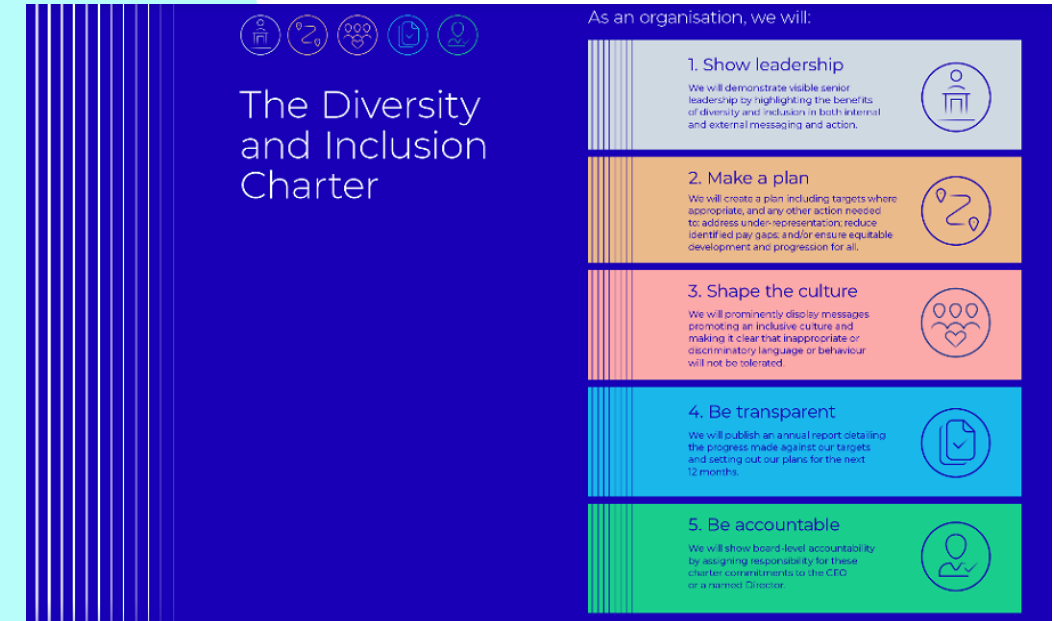 The Diversity
and Inclusion
Charter
As an organisation, we will:
1. Show leadership
We will demonstrate visible senior
leadership by highlighting the benefits
of diversity and inclusion in both internal
and external messaging and action.
2. Make a plan
We will create a plan including targets where
appropriate, and any other action needed
to: address under-representation; reduce
identified pay gaps; and/or ensure equitable
development and progression for all.
3. Shape the culture
We will prominently display messages
promoting an inclusive culture and
making it clear that inappropriate or
discriminatory language or behaviour
will not be tolerated.
4. Be transparent
We will publish an annual report detailing
the progress made against our targets
and setting out our plans for the next
12 months.
5. Be accountable
We will show board-level accountability
by assigning responsibility for these
charter commitments to the CEO
or a named Director.